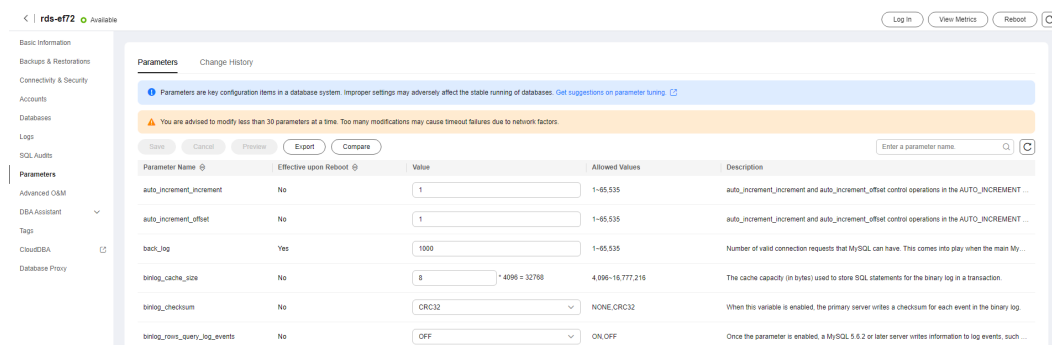 rds-ef72 Available
Log In View Metrics Reboot
Basic Information
Backups & Restorations
Connectivity & Security
Accounts
Databases
Logs
SQL Audits
Parameters
Advanced O&M
DBA Assistant
Tags
CloudDBA
Database Proxy
Parameters Change History
Parameters are key configuration items in a database system. Improper settings may adversely affect the stable running of databases. Get suggestions on parameter tuning.
You are advised to modify less than 30 parameters at a time. Too many modifications may cause timeout failures due to network factors.
Save Cancel Preview Export Compare Enter a parameter name.
Parameter Name Effective upon Reboot Value Allowed Values Description
auto_increment_increment No 1 1~65,535 auto_increment_increment and auto_increment_offset control operations in the AUTO_INCREMENT ...
auto_increment_offset No 1 1~65,535 auto_increment_increment and auto_increment_offset control operations in the AUTO_INCREMENT ...
back_log Yes 1000 1~65,535 Number of valid connection requests that MySQL can have. This comes into play when the main My...
binlog_cache_size No 8 * 4096 = 32768 4,096~16,777,216 The cache capacity (in bytes) used to store SQL statements for the binary log in a transaction.
binlog_checksum No CRC32 NONE,CRC32 When this variable is enabled, the primary server writes a checksum for each event in the binary log.
binlog_rows_query_log_events No OFF ON,OFF Once the parameter is enabled, a MySQL 5.6.2 or later server writes information to log events, such ...